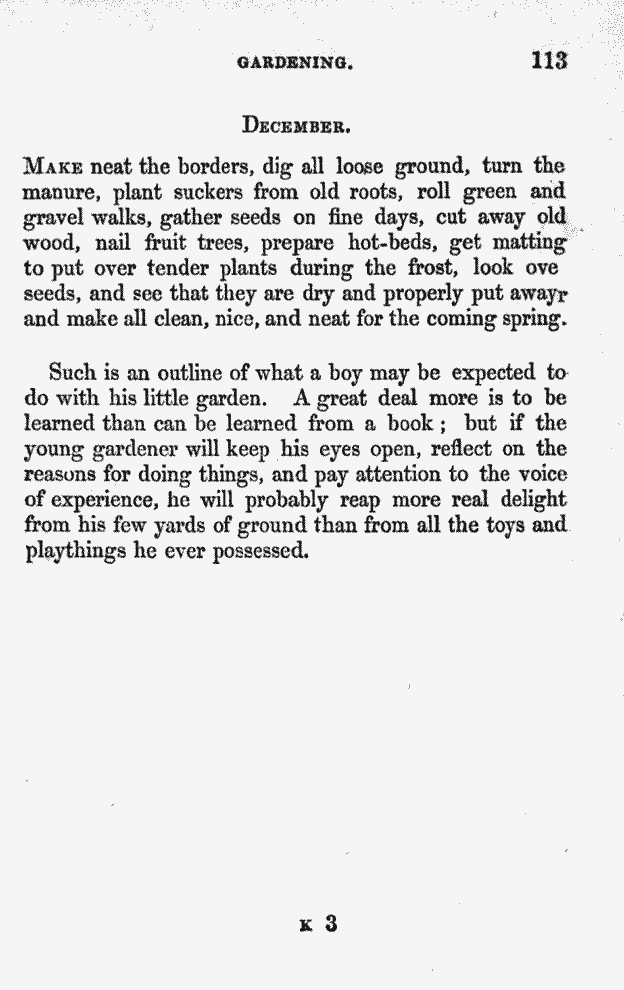 GARDENING. 113
DECEMBER.
MAKE neat the borders, dig all loose ground, turn the
manure, plant suckers from old roots, roll green and
gravel walks, gather seeds on fine days, cut away old
wood, nail fruit trees, prepare hot-beds, get matting
to put over tender plants during the frost, look ove
seeds, and see that they are dry and properly put awayr
and make all clean, nice, and neat for the coming spring.
Such is an outline of what a boy may be expected to
do with his little garden. A great deal more is to be
learned than can be learned from a book ; but if the
young gardener will keep his eyes open, reflect on the
reasons for doing things, and pay attention to the voice
of experience, he will probably reap more real delight
from his few yards of ground than from all the toys and
playthings he ever possessed.
K 3